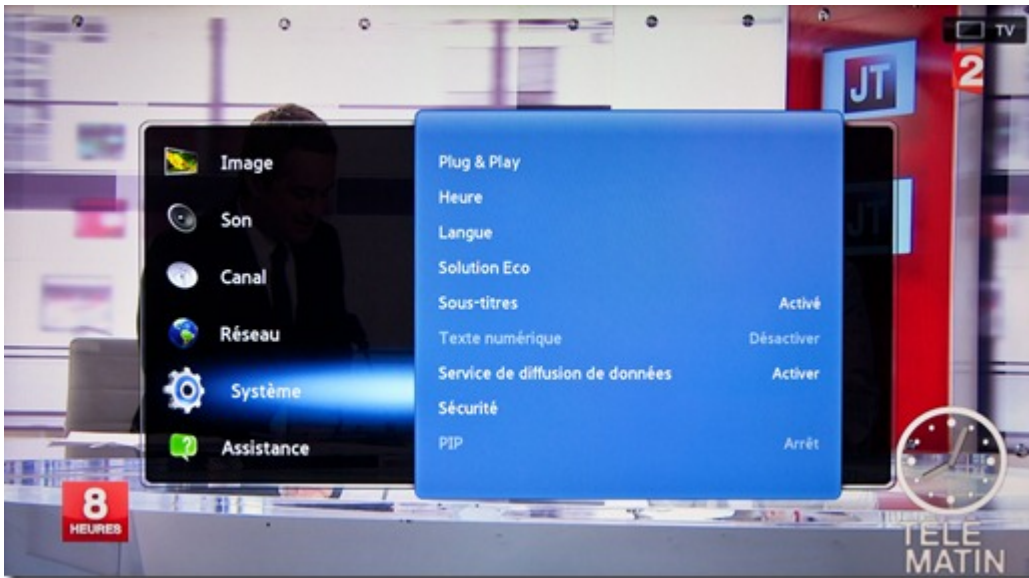 TV
2
JT
JT
Image
Son
Canal
Réseau
Système
Assistance
Plug & Play
Heure
Langue
Solution Eco
Sous-titres Activé
Texte numérique Désactiver
Service de diffusion de données Activer
Sécurité
PIP Arrêt
8
HEURES
TELE
MATIN